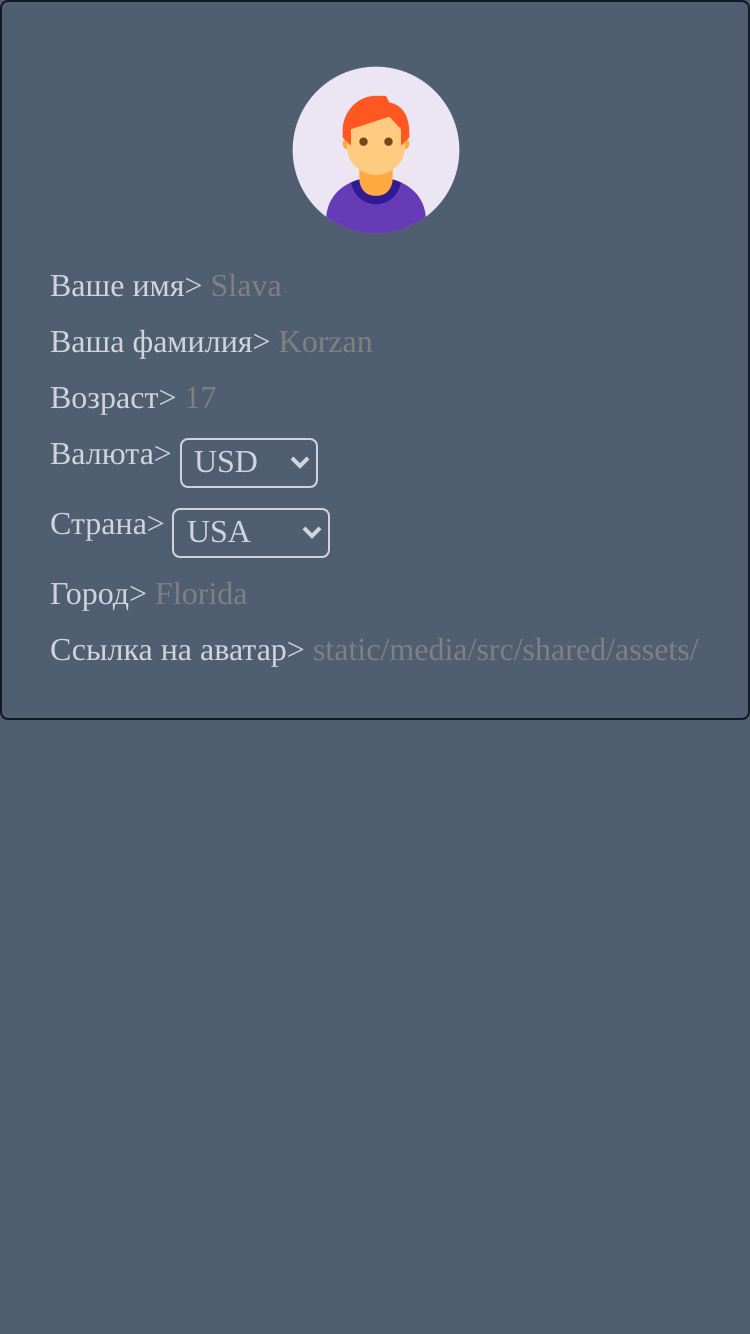 Ваше имя> Slava
Ваша фамилия> Korzan
Возраст> 17
Валюта> USD
Страна> USA
Город> Florida
Ссылка на аватар> static/media/src/shared/assets/